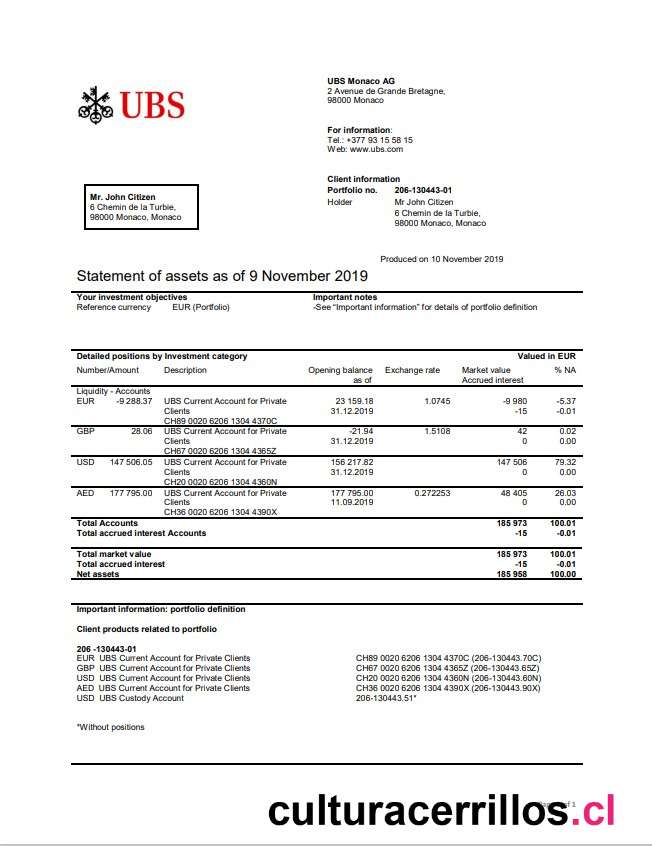 UBS
UBS Monaco AG
2 Avenue de Grande Bretagne,
98000 Monaco
For information:
Tel.: +377 93 15 58 15
Web: www.ubs.com
Client information
Portfolio no. 206-130443-01
Holder Mr John Citizen
6 Chemin de la Turbie,
98000 Monaco, Monaco
Mr. John Citizen
6 Chemin de la Turbie,
98000 Monaco, Monaco
Produced on 10 November 2019
Statement of assets as of 9 November 2019
Your investment objectives Important notes
Reference currency EUR (Portfolio) -See “Important information” for details of portfolio definition
Detailed positions by Investment category Valued in EUR
Number/Amount Description Opening balance Exchange rate Market value % NA
as of Accrued interest
Liquidity - Accounts
EUR -9 288.37 UBS Current Account for Private 23 159.18 1.0745 -9 980 -5.37
Clients 31.12.2019 -15 -0.01
CH89 0020 6206 1304 4370C
GBP 28.06 UBS Current Account for Private -21.94 1.5108 42 0.02
Clients 31.12.2019 0 0.00
CH67 0020 6206 1304 4365Z
USD 147 506.05 UBS Current Account for Private 156 217.82 147 506 79.32
Clients 31.12.2019 0 0.00
CH20 0020 6206 1304 4360N
AED 177 795.00 UBS Current Account for Private 177 795.00 0.272253 48 405 26.03
Clients 11.09.2019 0 0.00
CH36 0020 6206 1304 4390X
Total Accounts 185 973 100.01
Total accrued interest Accounts -15 -0.01
Total market value 185 973 100.01
Total accrued interest -15 -0.01
Net assets 185 958 100.00
Important information: portfolio definition
Client products related to portfolio
206 -130443-01
EUR UBS Current Account for Private Clients CH89 0020 6206 1304 4370C (206-130443.70C)
GBP UBS Current Account for Private Clients CH67 0020 6206 1304 4365Z (206-130443.65Z)
USD UBS Current Account for Private Clients CH20 0020 6206 1304 4360N (206-130443.60N)
AED UBS Current Account for Private Clients CH36 0020 6206 1304 4390X (206-130443.90X)
USD UBS Custody Account 206-130443.51*
*Without positions
culturacerrillos.cl